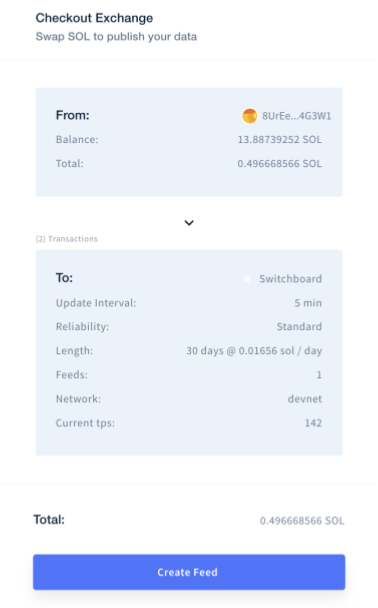 Checkout Exchange
Swap SOL to publish your data
From: 8UrEe...4G3W1
Balance: 13.88739252 SOL
Total: 0.496668566 SOL
(2) Transactions
To: Switchboard
Update Interval: 5 min
Reliability: Standard
Length: 30 days @ 0.01656 sol / day
Feeds: 1
Network: devnet
Current tps: 142
Total: 0.496668566 SOL
Create Feed